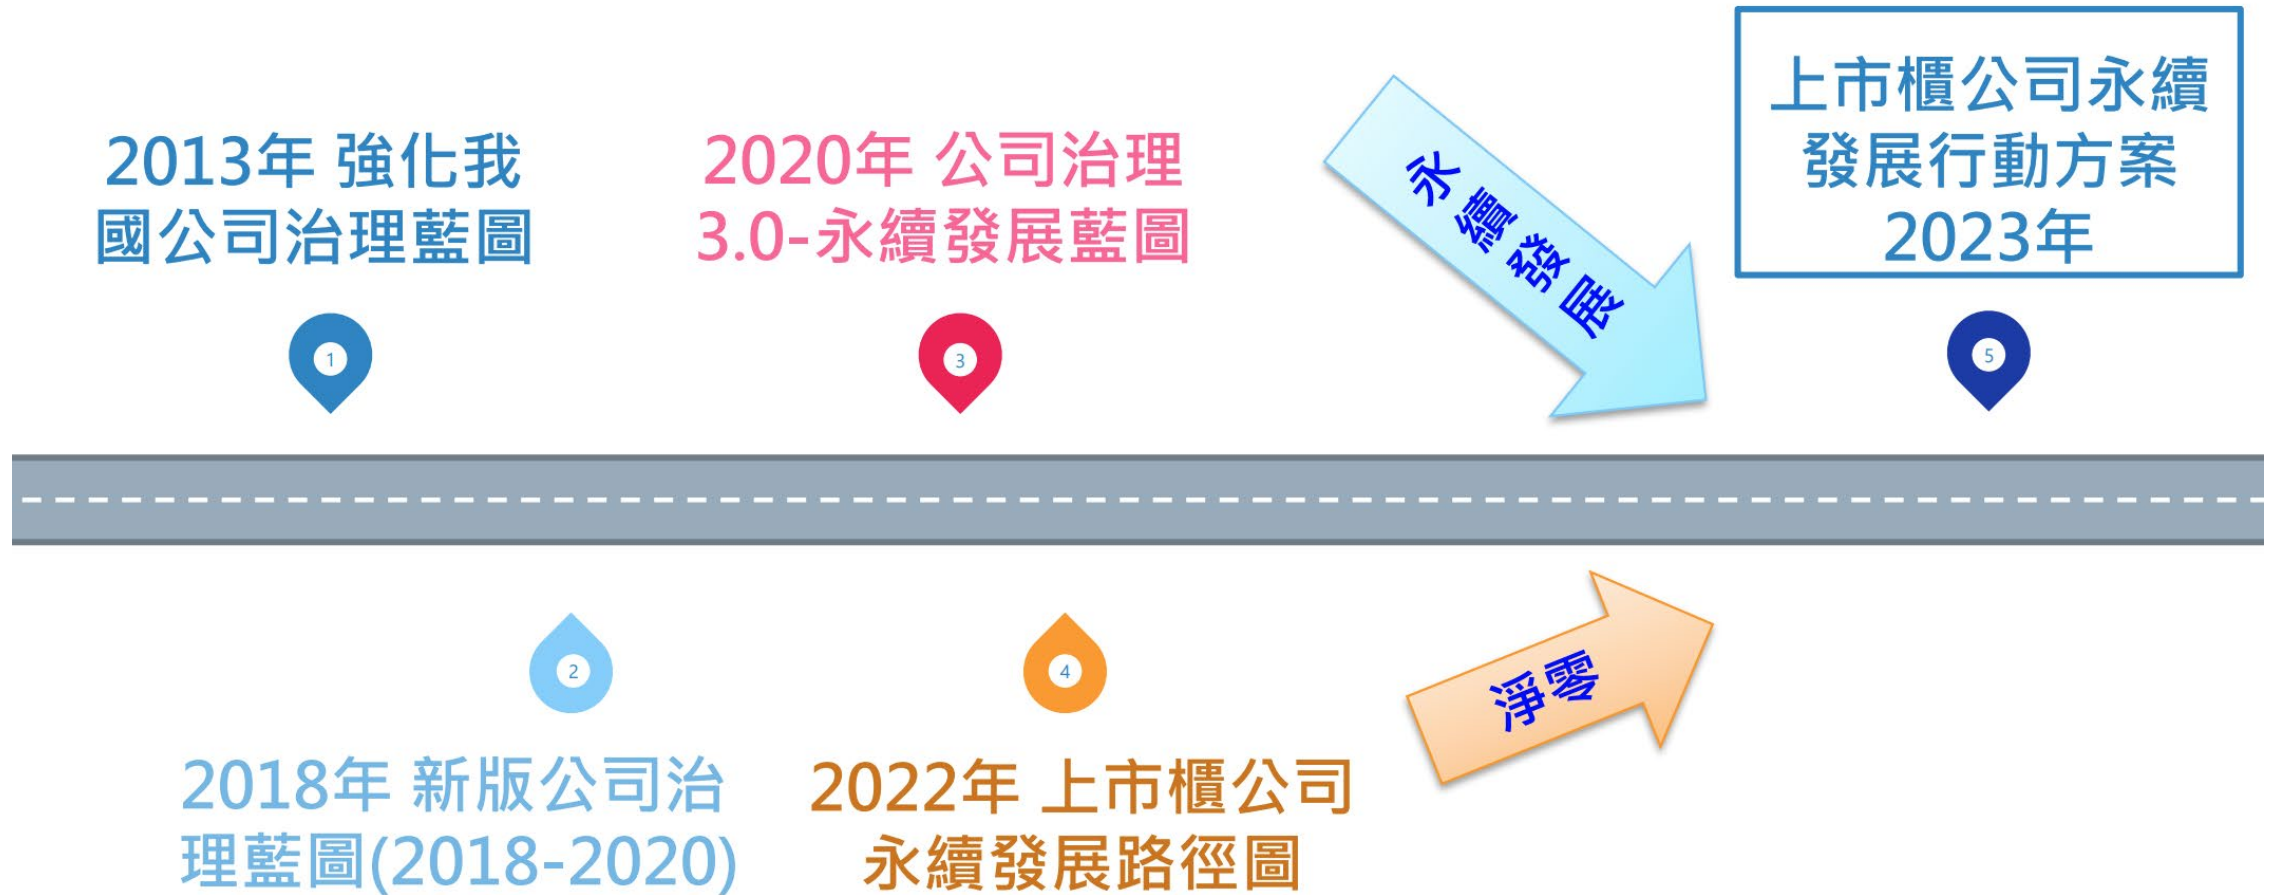 2013年 強化我
國公司治理藍圖
1
2018年 新版公司治
理藍圖(2018-2020)
2
2020年 公司治理
3.0-永續發展藍圖
3
2022年 上市櫃公司
永續發展路徑圖
4
永續發展
淨零
上市櫃公司永續
發展行動方案
2023年
5